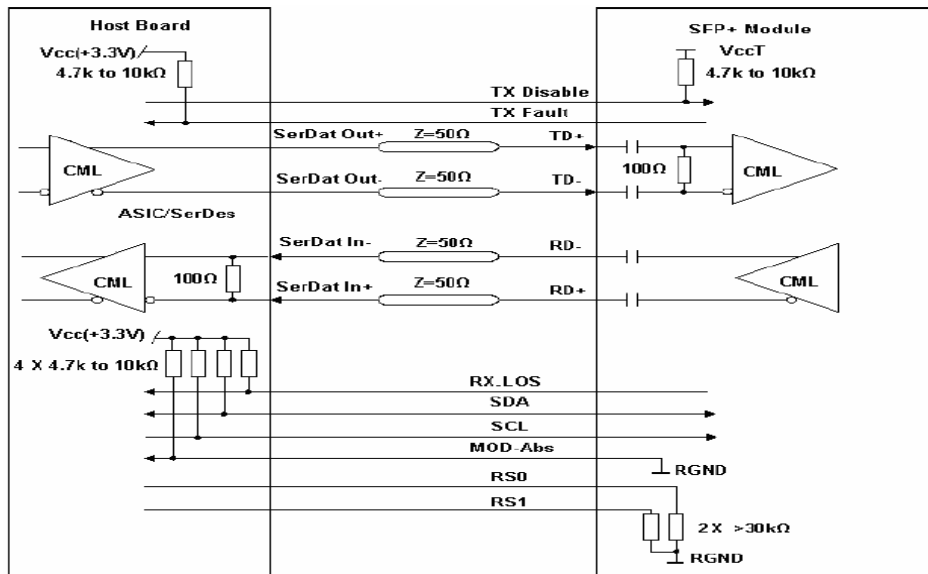 Host Board
SFP+ Module
Vcc(+3.3V)
4.7k to 10kΩ
VccT
4.7k to 10kΩ
TX Disable
TX Fault
SerDat Out+
Z=50Ω
TD+
CML
100Ω
CML
SerDat Out-
Z=50Ω
TD-
ASIC/SerDes
SerDat In-
Z=50Ω
RD-
CML
100Ω
CML
SerDat In+
Z=50Ω
RD+
Vcc(+3.3V)
4 X 4.7k to 10kΩ
RX-LOS
SDA
SCL
MOD-Abs
RGND
RS0
RS1
2X >30kΩ
RGND